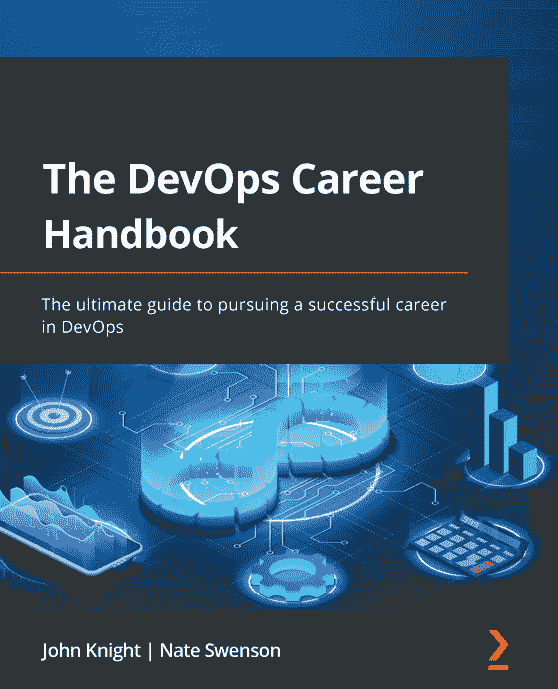 The DevOps Career
Handbook
The ultimate guide to pursuing a successful career
in DevOps
John Knight | Nate Swenson